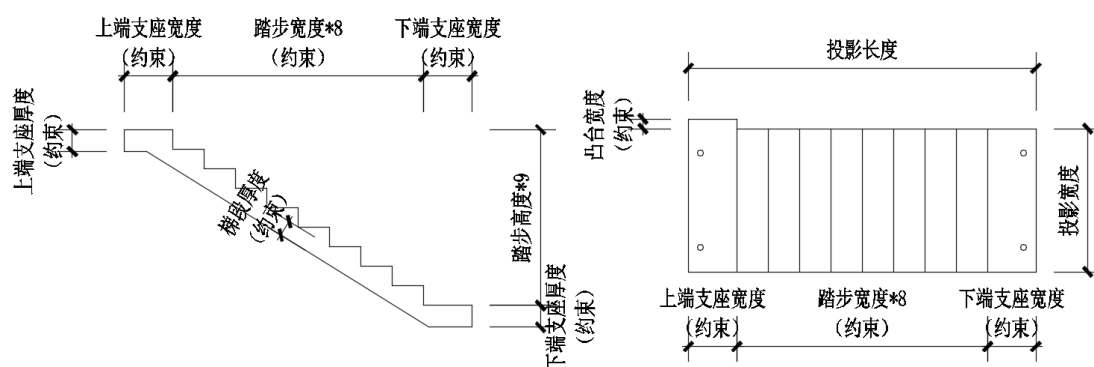 上端支座宽度
（约束）
踏步宽度*8
（约束）
下端支座宽度
（约束）
上端支座厚度
（约束）
梯段厚度
（约束）
踏步高度*9
下端支座厚度
（约束）
投影长度
凸台宽度
（约束）
投影宽度
上端支座宽度
（约束）
踏步宽度*8
（约束）
下端支座宽度
（约束）